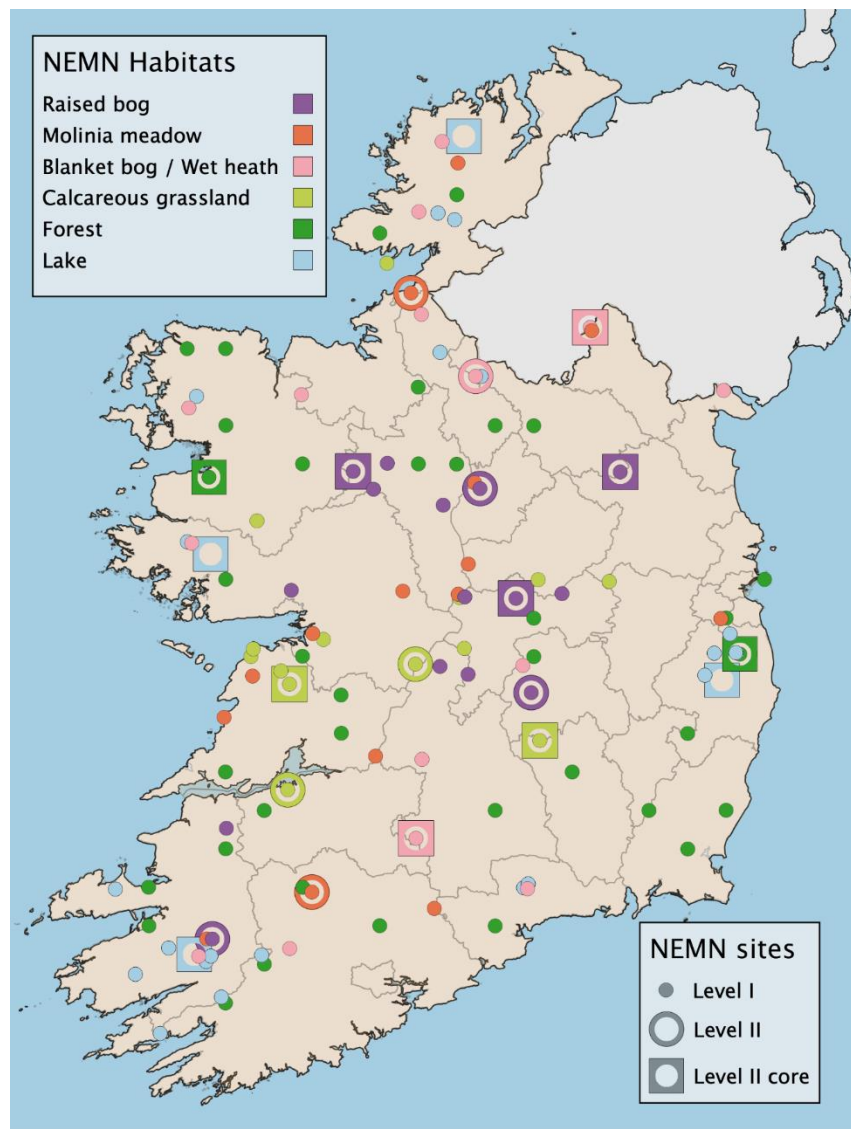 NEMN Habitats
Raised bog
Molinia meadow
Blanket bog / Wet heath
Calcareous grassland
Forest
Lake
NEMN sites
Level I
Level II
Level II core